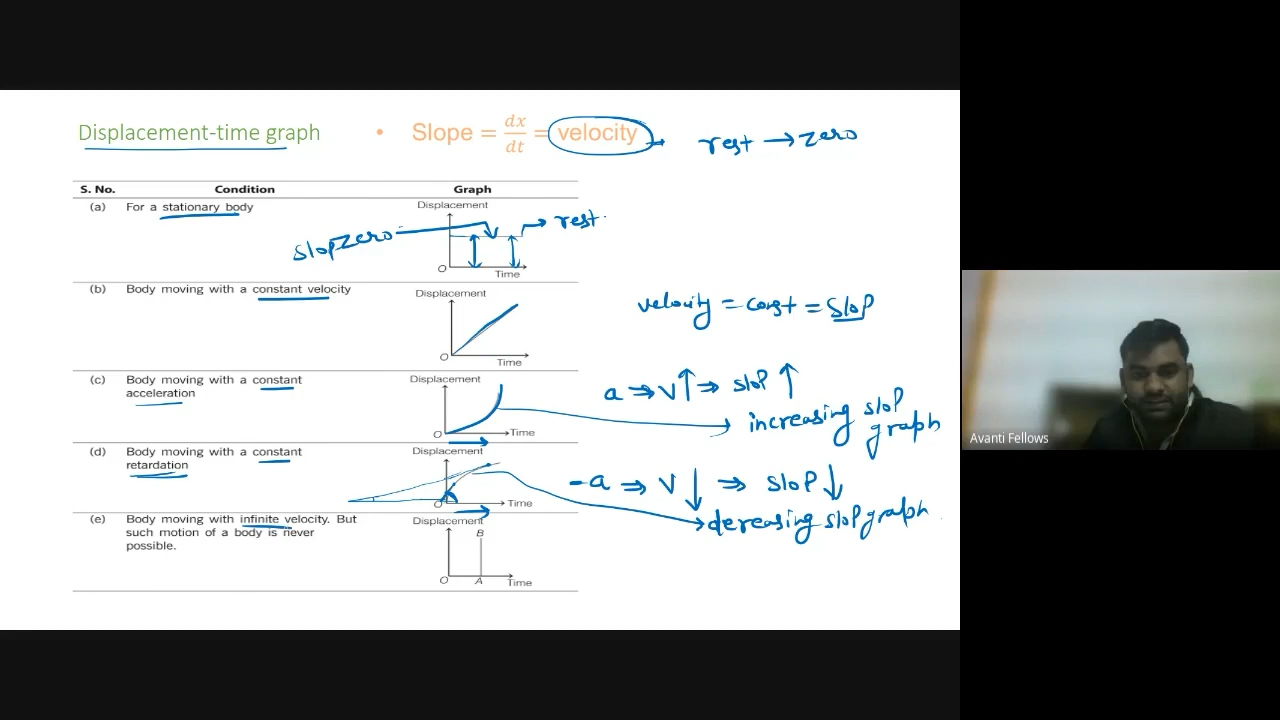 Displacement-time graph
• Slope = dx/dt = velocity
rest → zero
S. No. Condition Graph
(a) For a stationary body
Displacement
rest.
slop zero
O
Time
(b) Body moving with a constant velocity
Displacement
velocity = const = slop
O
Time
(c) Body moving with a constant
acceleration
Displacement
a ⇒ v↑ ⇒ slop ↑
increasing slop
graph
O
Time
(d) Body moving with a constant
retardation
Displacement
-a ⇒ v ↓ ⇒ slop ↓
dereasing slop graph
O
Time
(e) Body moving with infinite velocity. But
such motion of a body is never
possible.
Displacement
B
O
A
Time
Avanti Fellows